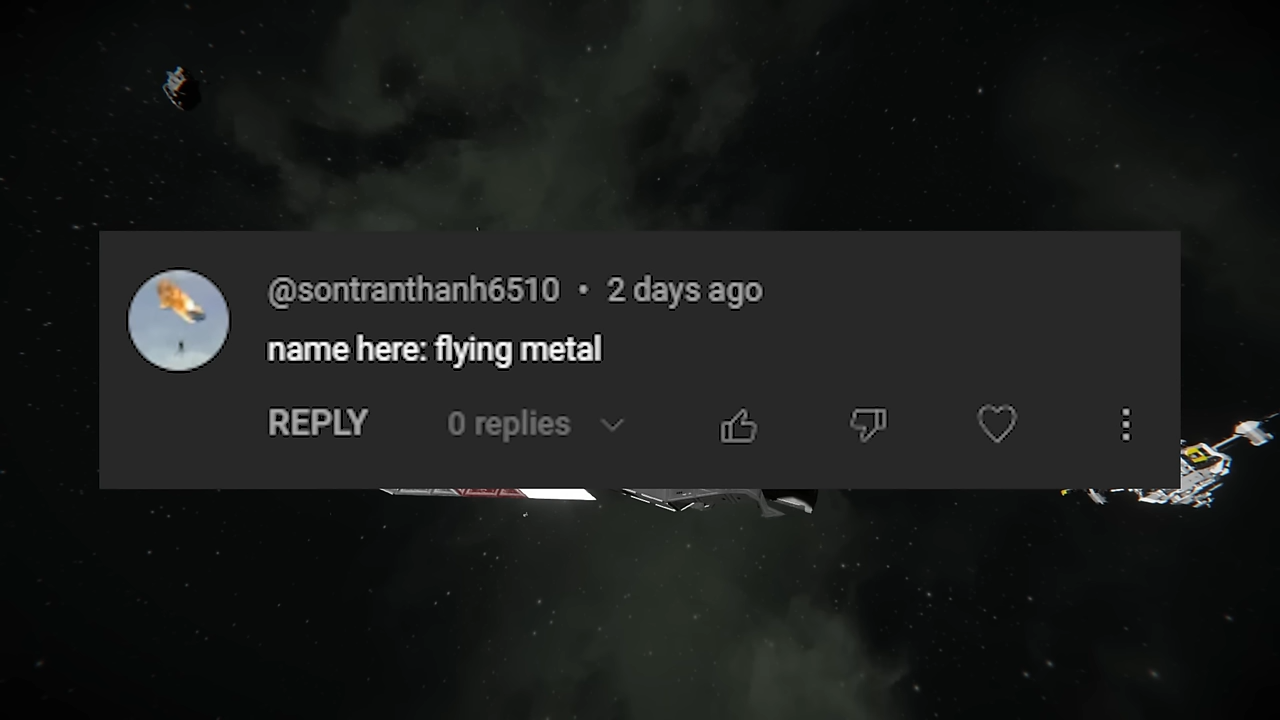 @sontranthanh6510 • 2 days ago
name here: flying metal
REPLY 0 replies